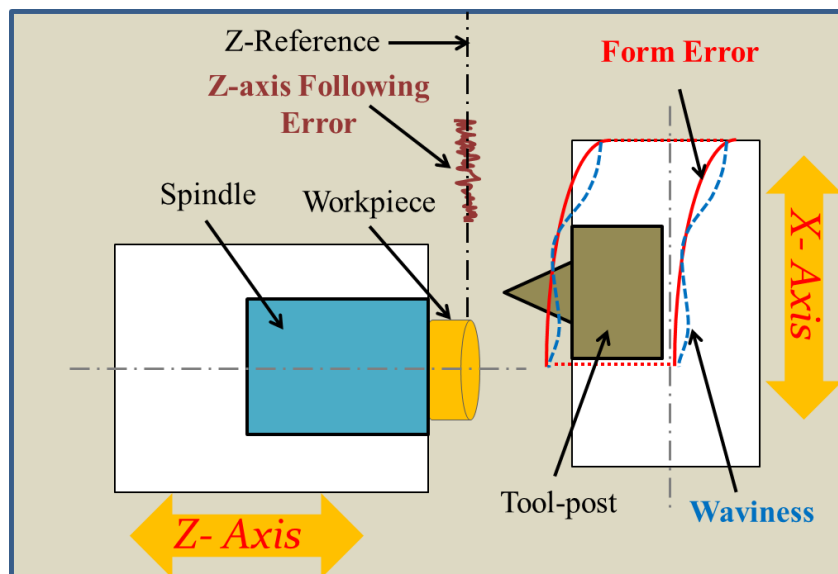 Z-Reference
Form Error
Z-axis Following
Error
Spindle
Workpiece
X- Axis
Tool-post
Waviness
Z- Axis